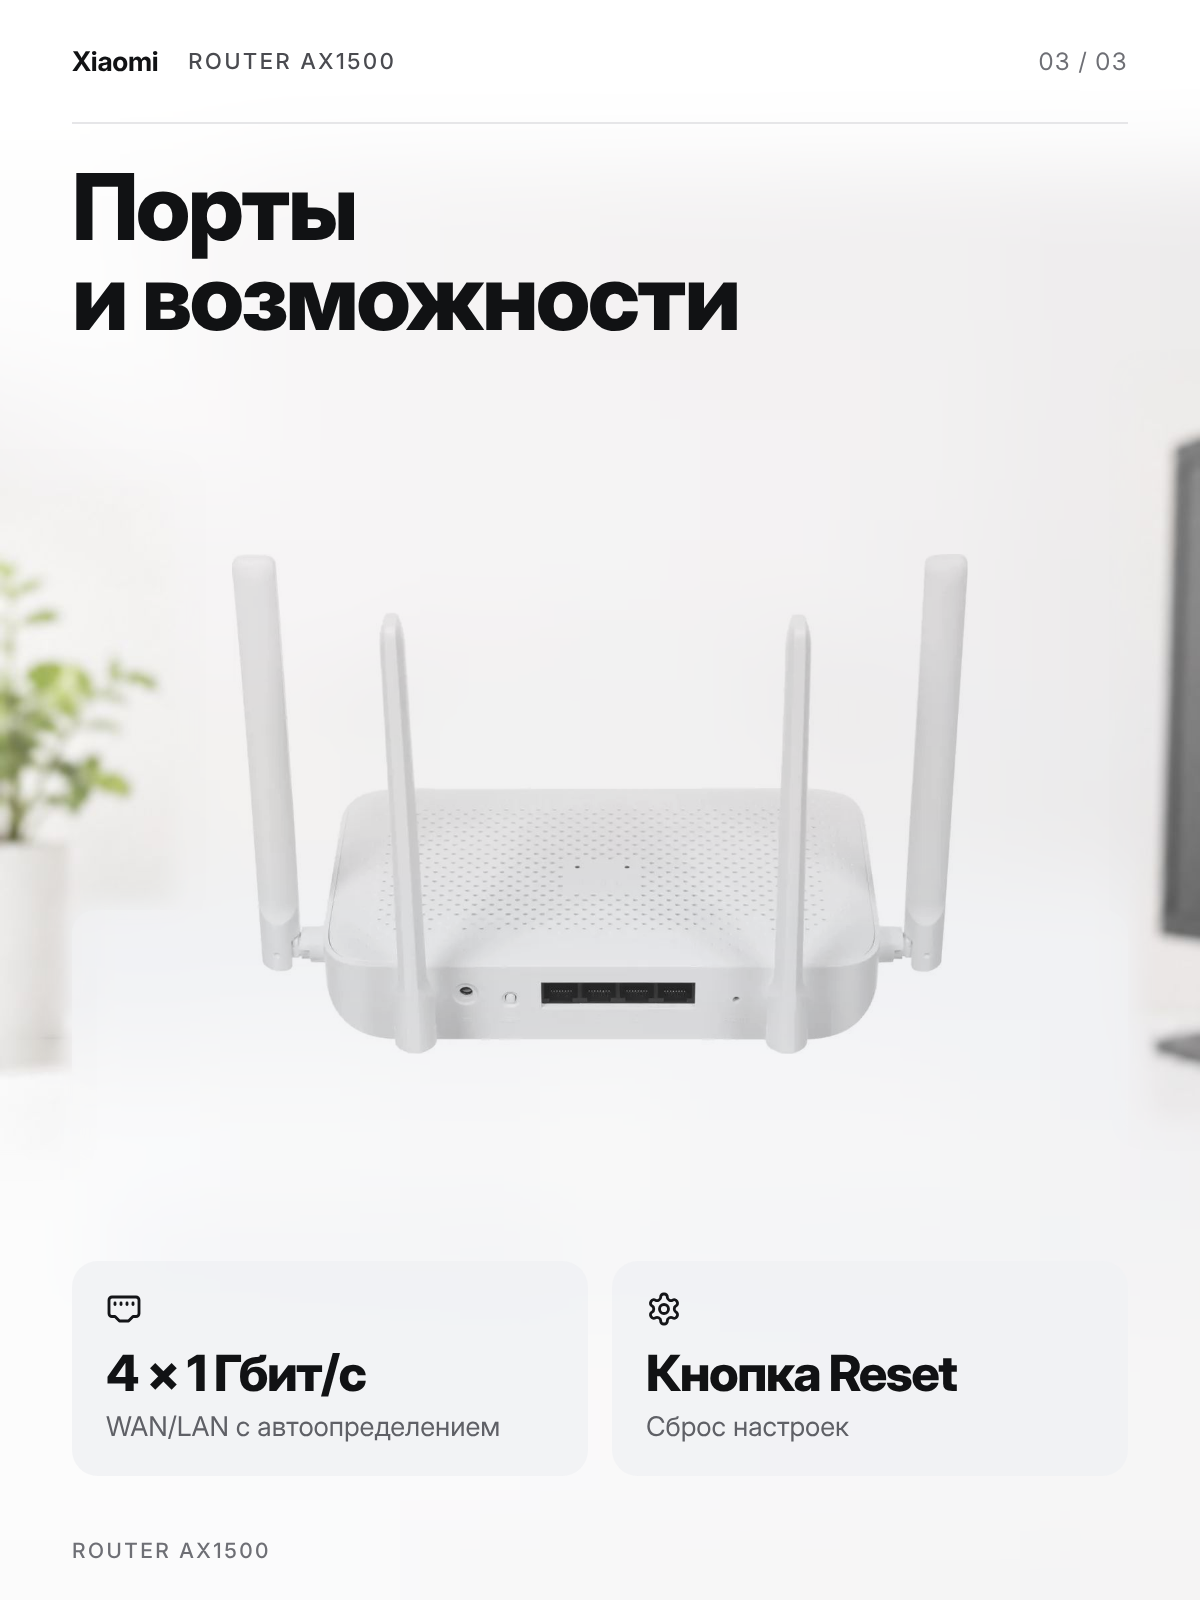 Xiaomi ROUTER AX1500 03 / 03
Порты
и возможности
4 × 1 Гбит/с
WAN/LAN с автоопределением
Кнопка Reset
Сброс настроек
ROUTER AX1500